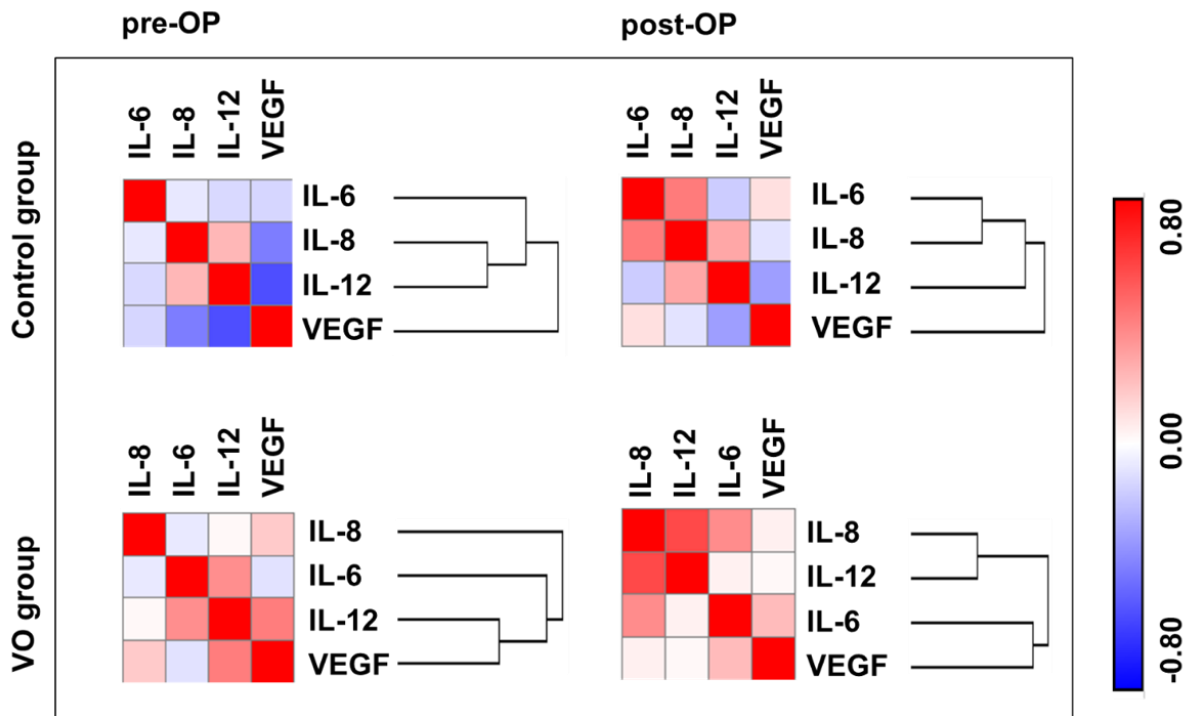 pre-OP
post-OP
Control group
IL-6
IL-8
IL-12
VEGF
IL-6
IL-8
IL-12
VEGF
IL-6
IL-8
IL-12
VEGF
IL-6
IL-8
IL-12
VEGF
VO group
IL-8
IL-6
IL-12
VEGF
IL-8
IL-6
IL-12
VEGF
IL-8
IL-12
IL-6
VEGF
IL-8
IL-12
IL-6
VEGF
0.80
0.00
-0.80